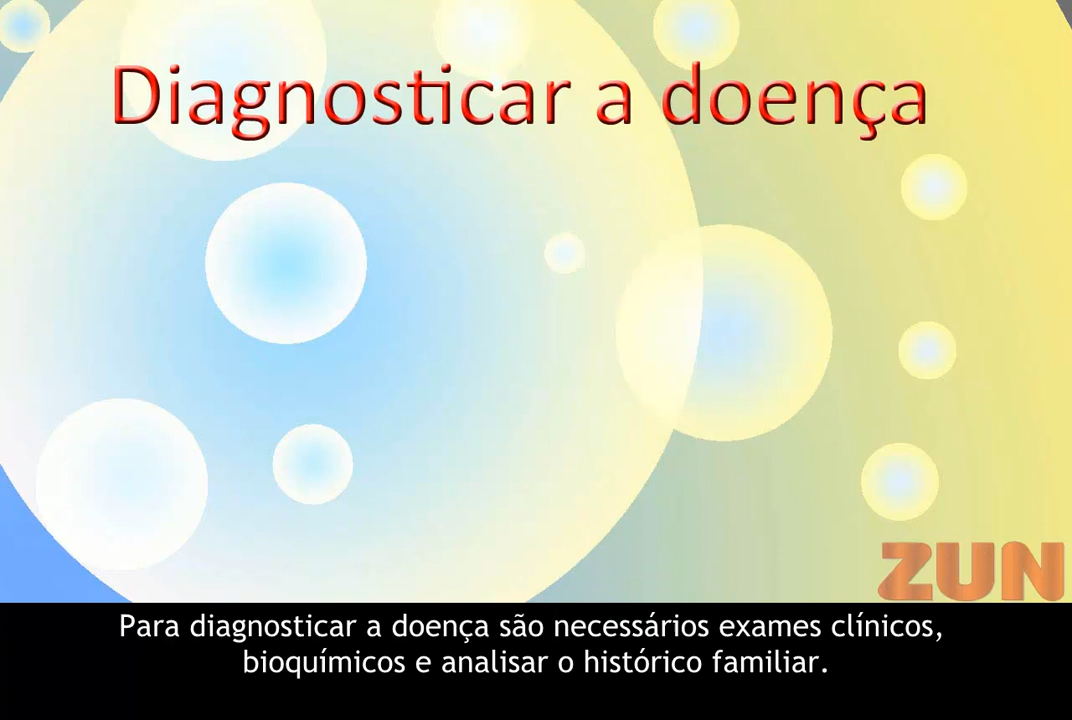 Diagnosticar a doença
ZUN
Para diagnosticar a doença são necessários exames clínicos,
bioquímicos e analisar o histórico familiar.